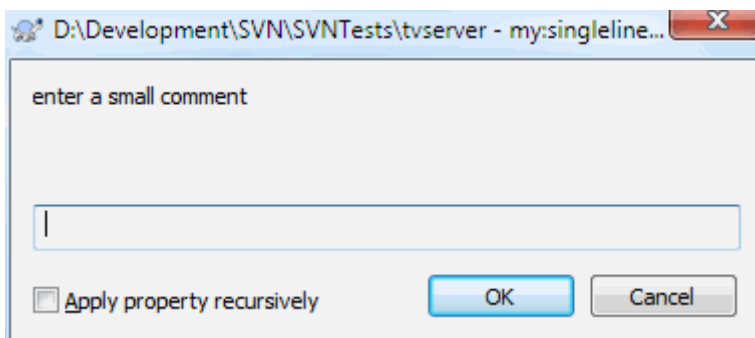 D:\Development\SVN\SVNTests\tvserver - my:singleline...
enter a small comment
Apply property recursively
OK
Cancel